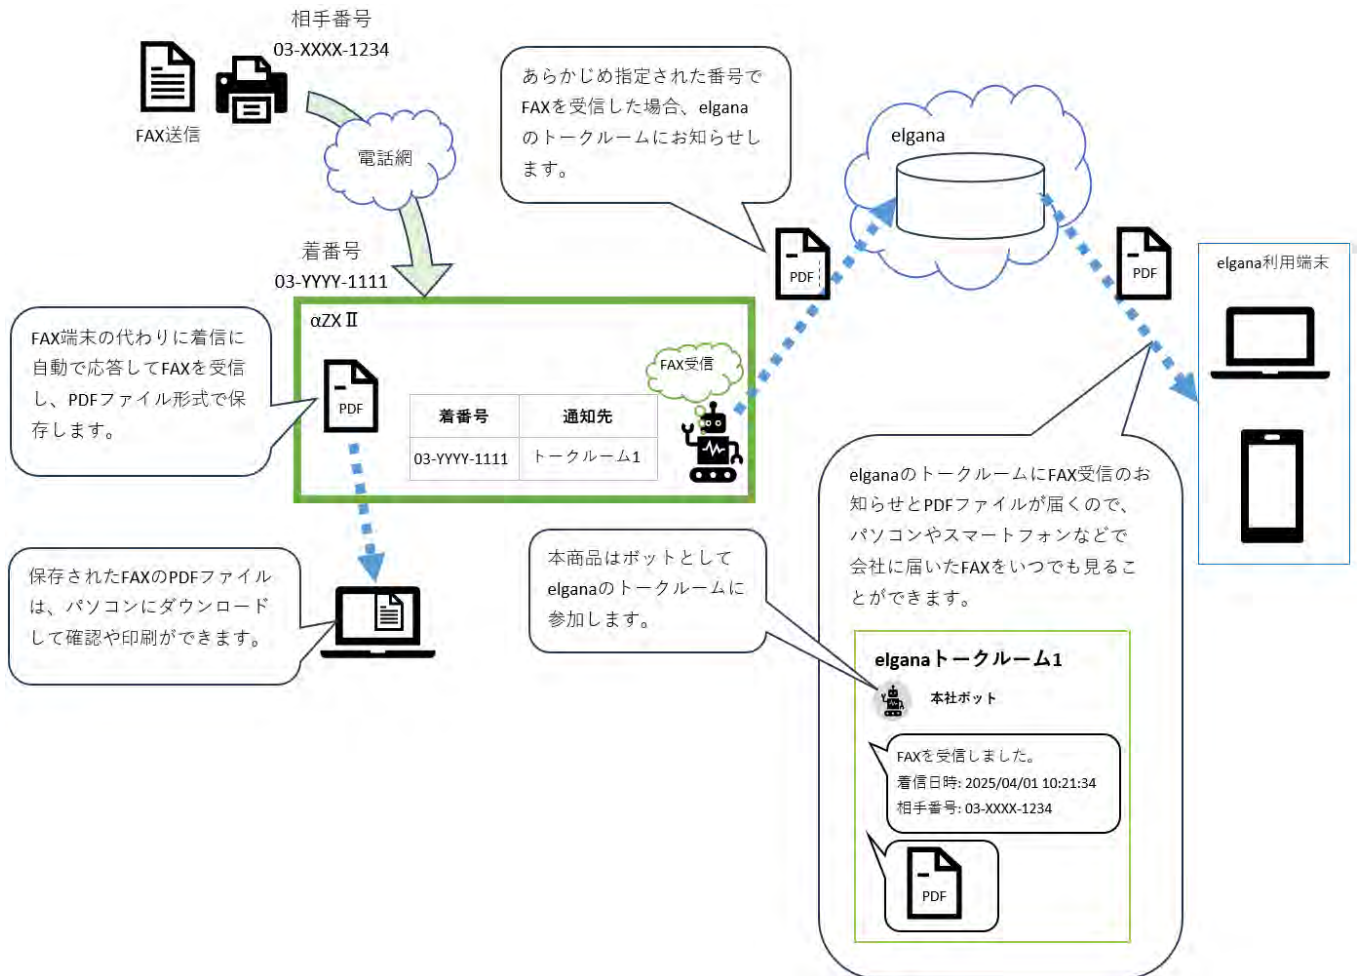 相手番号
03-XXXX-1234
FAX送信
電話網
着番号
03-YYYY-1111
あらかじめ指定された番号で
FAXを受信した場合、elgana
のトークルームにお知らせし
ます。
elgana
PDF
PDF
elgana利用端末
FAX端末の代わりに着信に
自動で応答してFAXを受信
し、PDFファイル形式で保
存します。
αZXⅡ
PDF
FAX受信
着番号 通知先
03-YYYY-1111 トークルーム1
elganaのトークルームにFAX受信のお
知らせとPDFファイルが届くので、
パソコンやスマートフォンなどで
会社に届いたFAXをいつでも見るこ
とができます。
保存されたFAXのPDFファイル
は、パソコンにダウンロード
して確認や印刷ができます。
本商品はボットとして
elganaのトークルームに
参加します。
elganaトークルーム1
本社ボット
FAXを受信しました。
着信日時: 2025/04/01 10:21:34
相手番号: 03-XXXX-1234
PDF